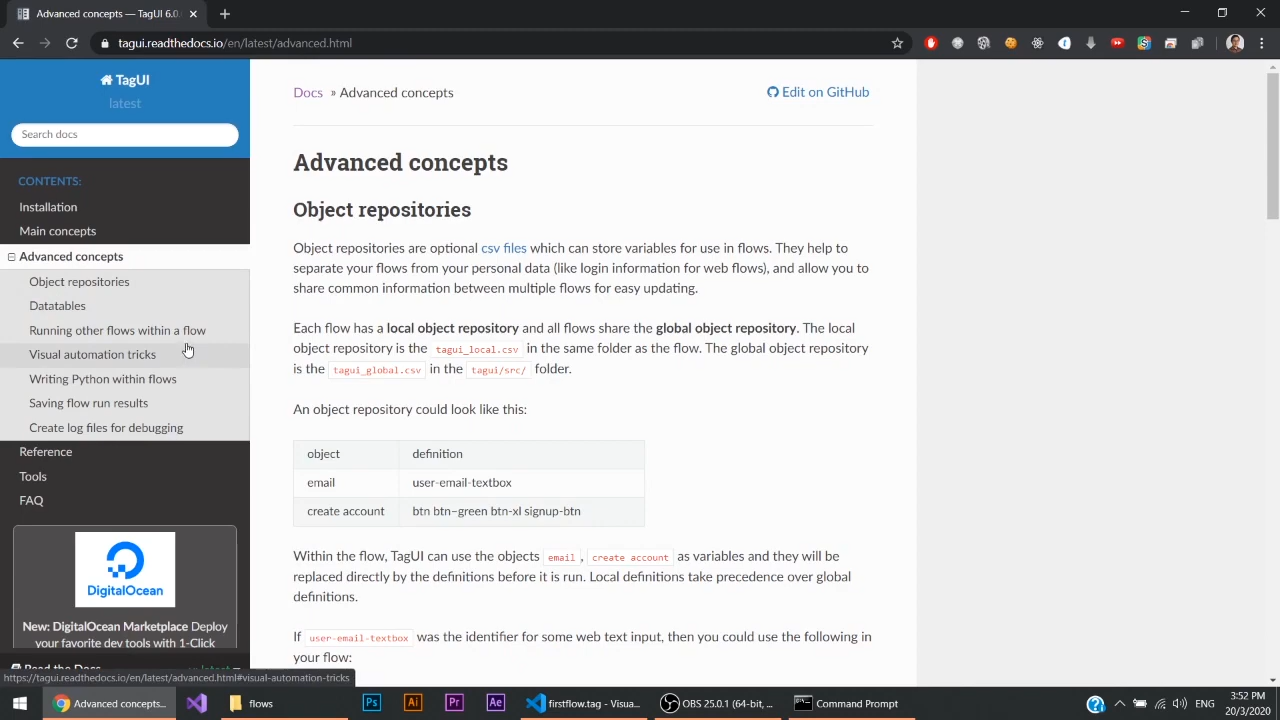 Advanced concepts — TagUI 6.0.
tagui.readthedocs.io/en/latest/advanced.html
TagUI
latest
Search docs
CONTENTS:
Installation
Main concepts
Advanced concepts
Object repositories
Datatables
Running other flows within a flow
Visual automation tricks
Writing Python within flows
Saving flow run results
Create log files for debugging
Reference
Tools
FAQ
DigitalOcean
New: DigitalOcean Marketplace Deploy
your favorite dev tools with 1-Click
Read the Docs
https://tagui.readthedocs.io/en/latest/advanced.html#visual-automation-tricks
Docs » Advanced concepts
Edit on GitHub
Advanced concepts
Object repositories
Object repositories are optional csv files which can store variables for use in flows. They help to
separate your flows from your personal data (like login information for web flows), and allow you to
share common information between multiple flows for easy updating.
Each flow has a local object repository and all flows share the global object repository. The local
object repository is the tagui_local.csv in the same folder as the flow. The global object repository
is the tagui_global.csv in the tagui/src/ folder.
An object repository could look like this:
object definition
email user-email-textbox
create account btn btn–green btn-xl signup-btn
Within the flow, TagUI can use the objects email , create account as variables and they will be
replaced directly by the definitions before it is run. Local definitions take precedence over global
definitions.
If user-email-textbox was the identifier for some web text input, then you could use the following in
your flow:
Advanced concepts...
flows
Ps
Ai
Pr
Ae
firstflow.tag - Visua...
OBS 25.0.1 (64-bit, ...
Command Prompt
ENG
3:52 PM
20/3/2020